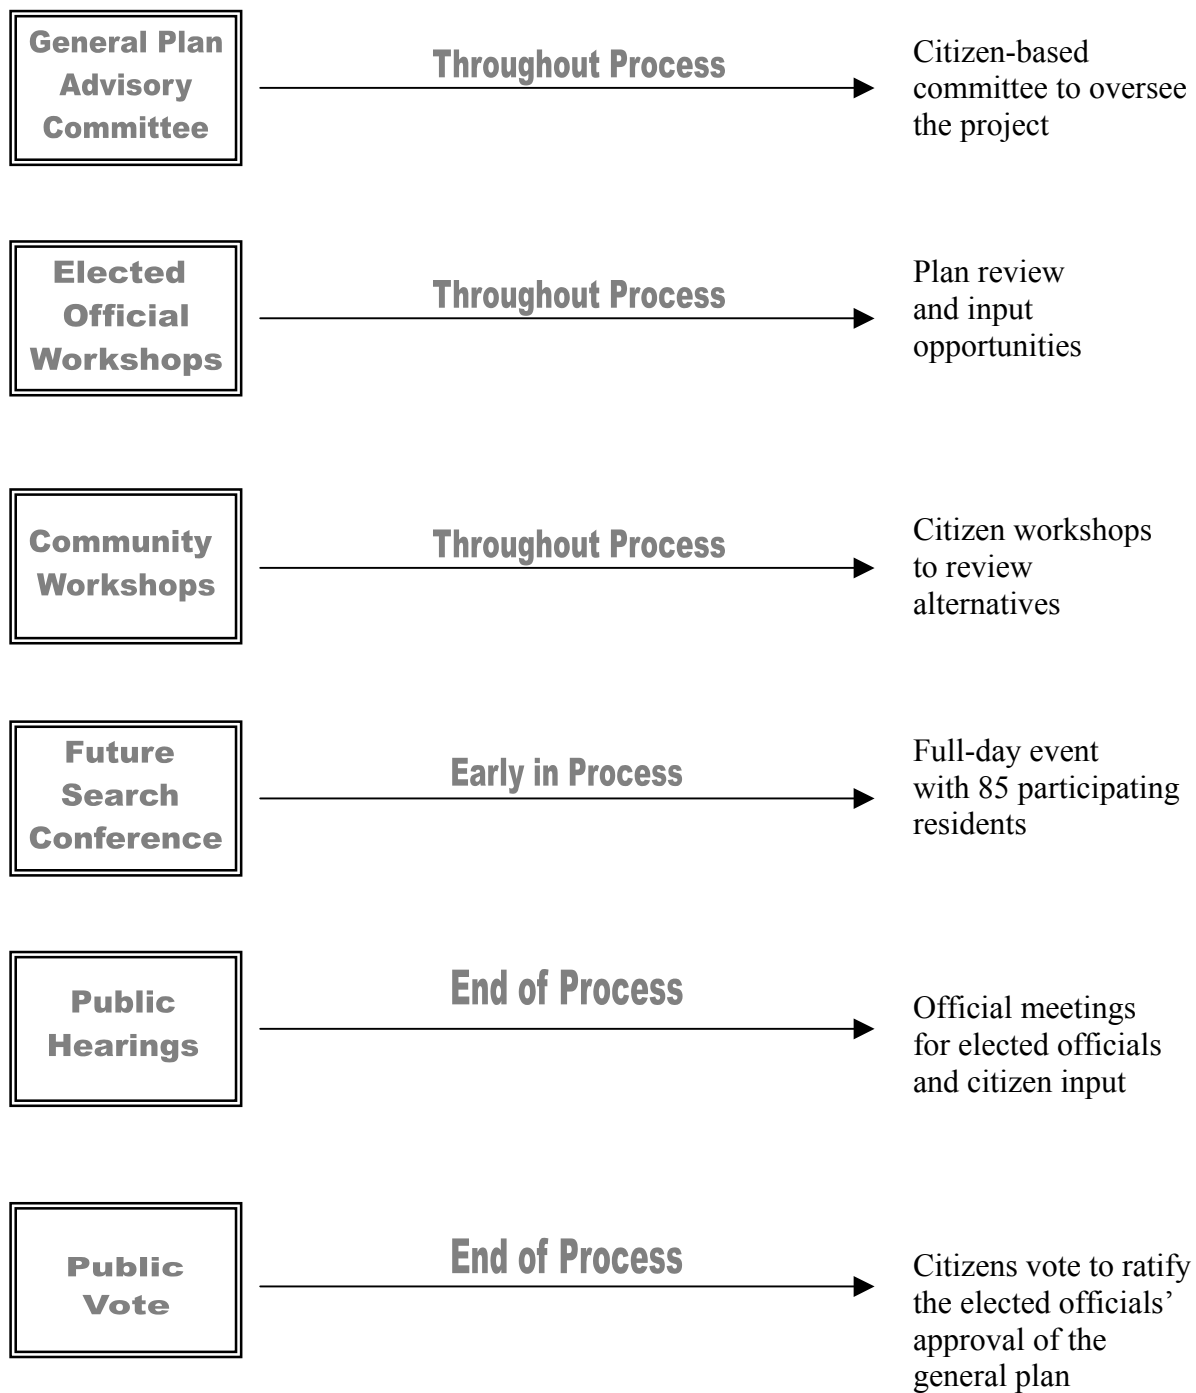 General Plan
Advisory
Committee
Throughout Process
Citizen-based
committee to oversee
the project
Elected
Official
Workshops
Throughout Process
Plan review
and input
opportunities
Community
Workshops
Throughout Process
Citizen workshops
to review
alternatives
Future
Search
Conference
Early in Process
Full-day event
with 85 participating
residents
Public
Hearings
End of Process
Official meetings
for elected officials
and citizen input
Public
Vote
End of Process
Citizens vote to ratify
the elected officials’
approval of the
general plan